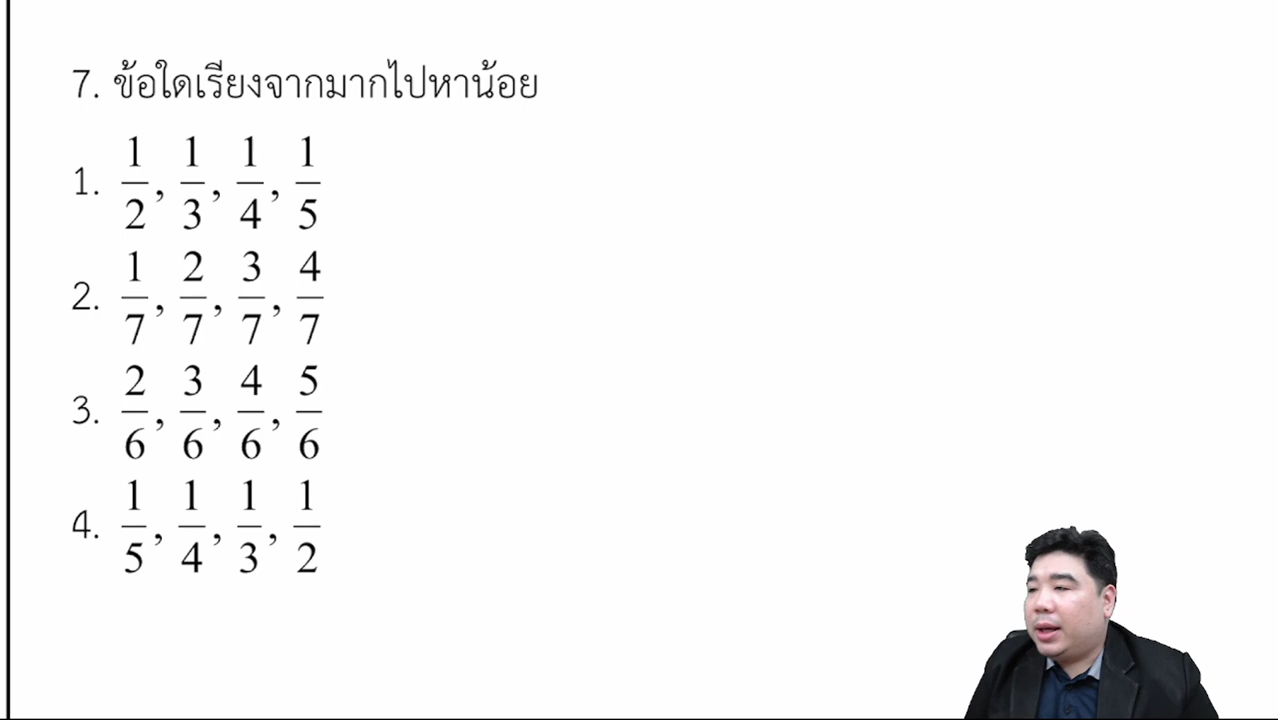 7. ข้อใดเรียงจากมากไปหาน้อย
1. 1/2, 1/3, 1/4, 1/5
2. 1/7, 2/7, 3/7, 4/7
3. 2/6, 3/6, 4/6, 5/6
4. 1/5, 1/4, 1/3, 1/2